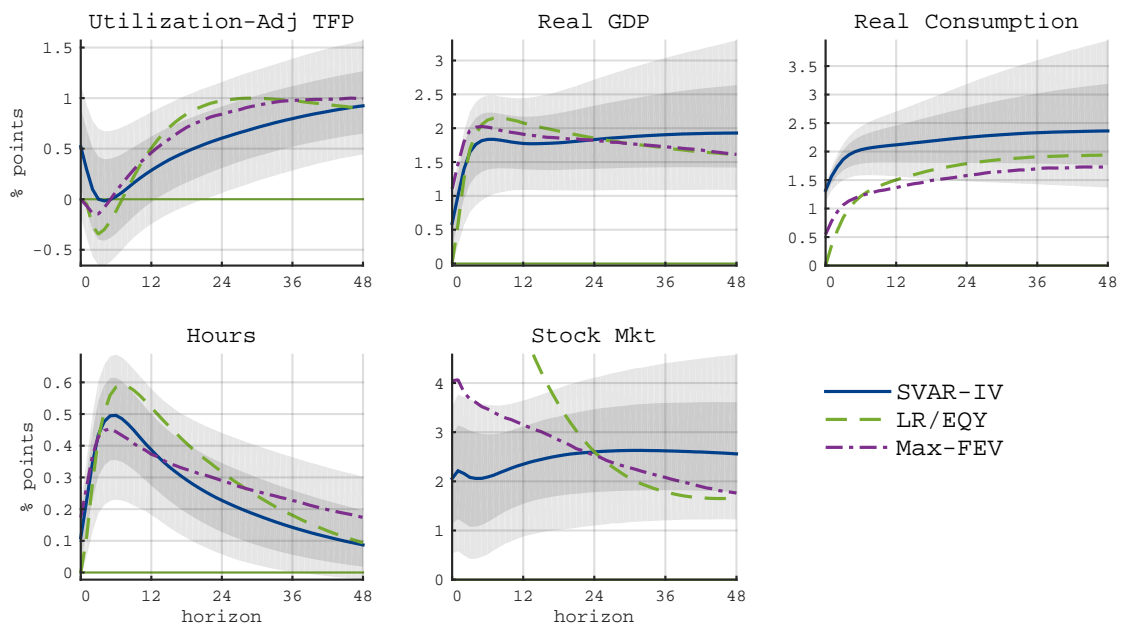 Utilization-Adj TFP
% points
1.5
1
0.5
0
-0.5
0 12 24 36 48
Real GDP
3
2.5
2
1.5
1
0.5
0
0 12 24 36 48
Real Consumption
3.5
3
2.5
2
1.5
1
0.5
0
0 12 24 36 48
Hours
% points
0.6
0.5
0.4
0.3
0.2
0.1
0
0 12 24 36 48
horizon
Stock Mkt
4
3
2
1
0
0 12 24 36 48
horizon
SVAR-IV
LR/EQY
Max-FEV